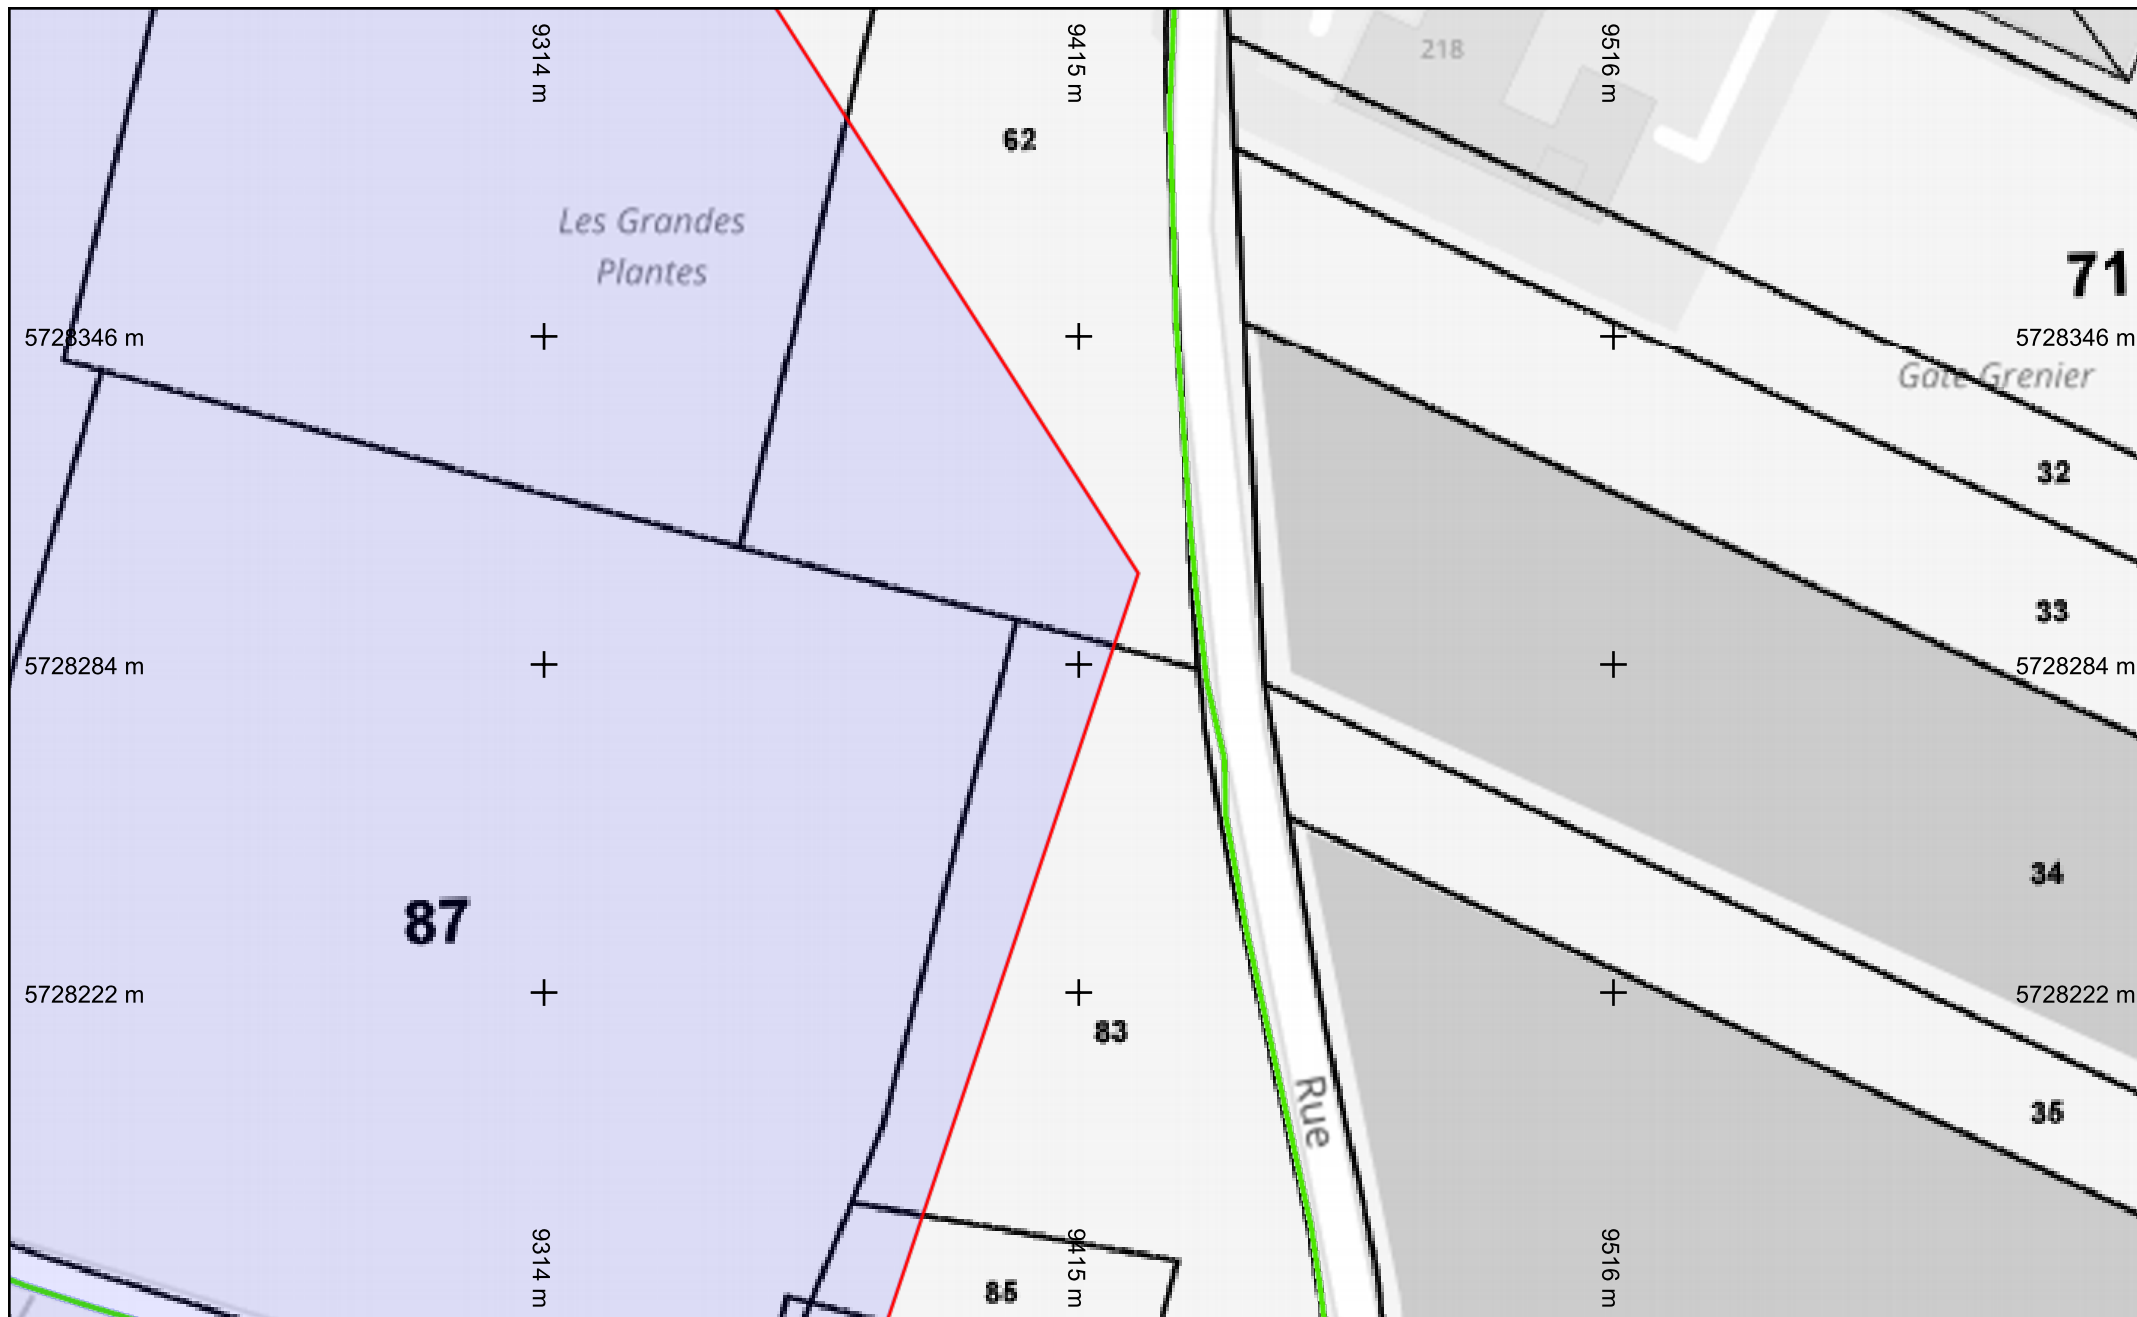 9314 m
9415 m
9516 m
218
62
Les Grandes
Plantes
71
5728346 m
5728346 m
Gate Grenier
32
33
5728284 m
5728284 m
34
87
5728222 m
5728222 m
83
Rue
35
85
9314 m
9415 m
9516 m